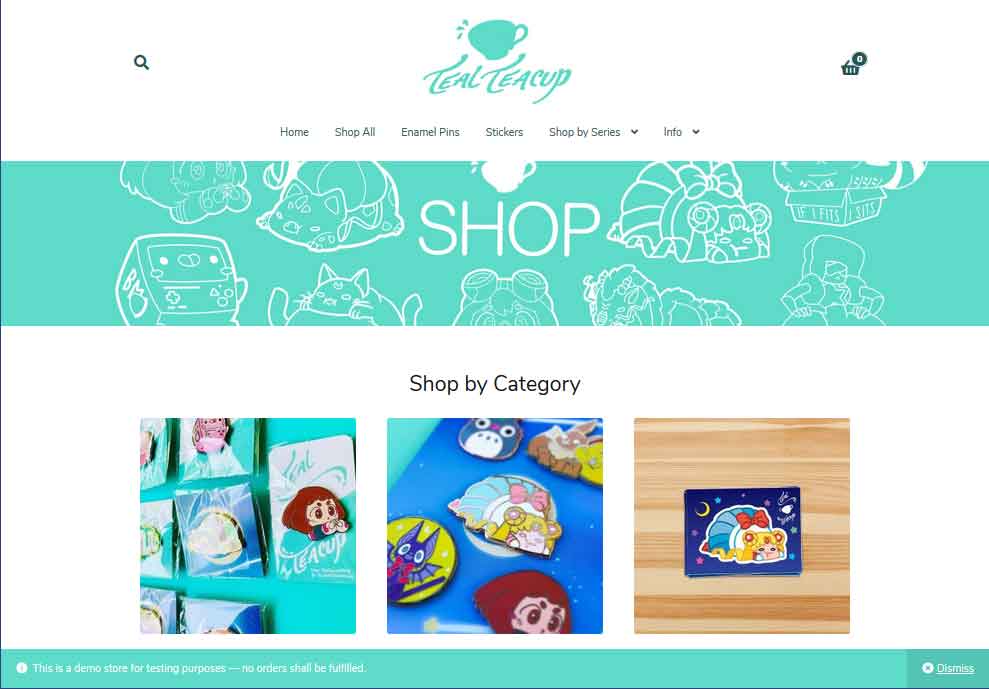 0
TEAL TEACUP
Home Shop All Enamel Pins Stickers Shop by Series Info
SHOP
IF I FITS I SITS
BMO
Shop by Category
TEAL
TEACUP
This is a demo store for testing purposes — no orders shall be fulfilled.
Dismiss